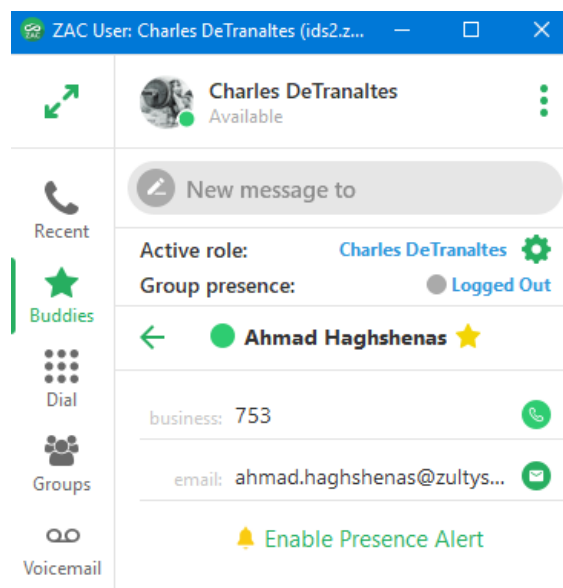 ZAC User: Charles DeTranaltes (ids2.z...
Charles DeTranaltes
Available
New message to
Recent
Active role: Charles DeTranaltes
Group presence: Logged Out
Buddies
Ahmad Haghshenas
Dial
business: 753
Groups
email: ahmad.haghshenas@zultys...
Enable Presence Alert
Voicemail